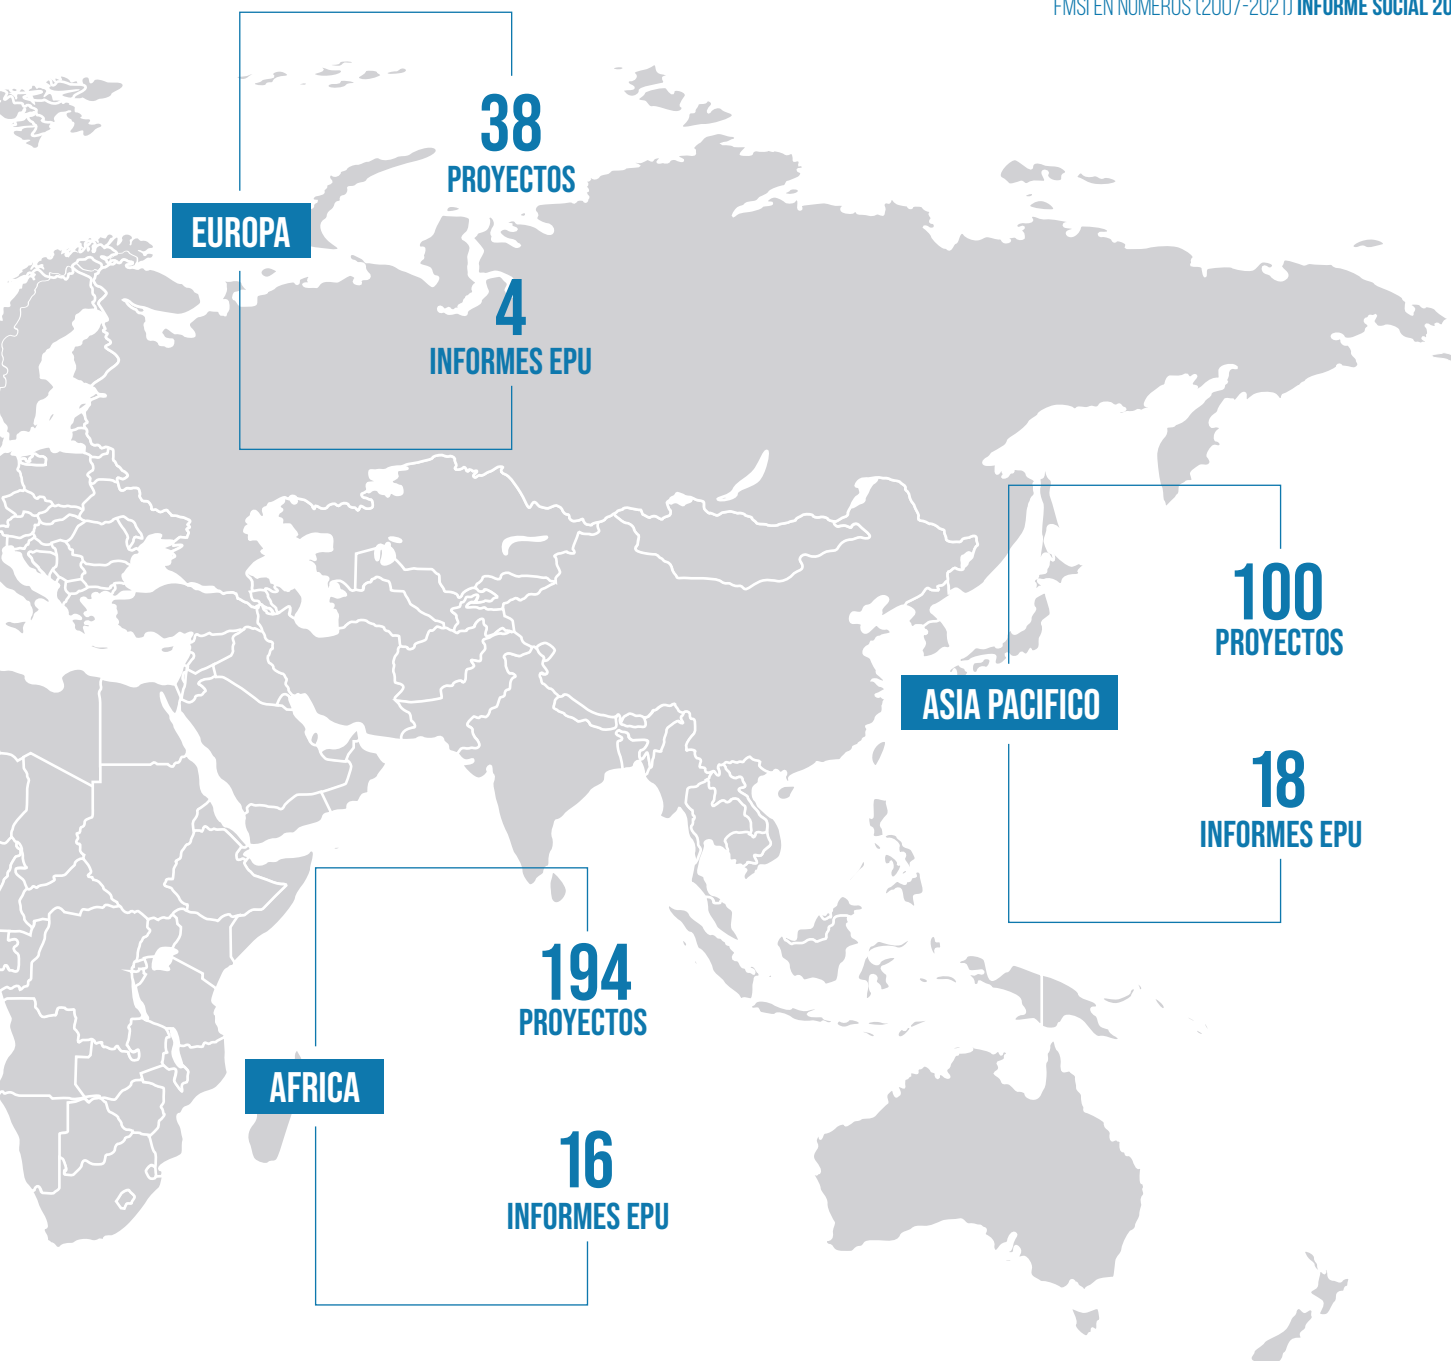 FMSI EN NÚMEROS (2007-2021) INFORME SOCIAL 20
38
PROYECTOS
EUROPA
4
INFORMES EPU
100
PROYECTOS
ASIA PACIFICO
18
INFORMES EPU
194
PROYECTOS
AFRICA
16
INFORMES EPU